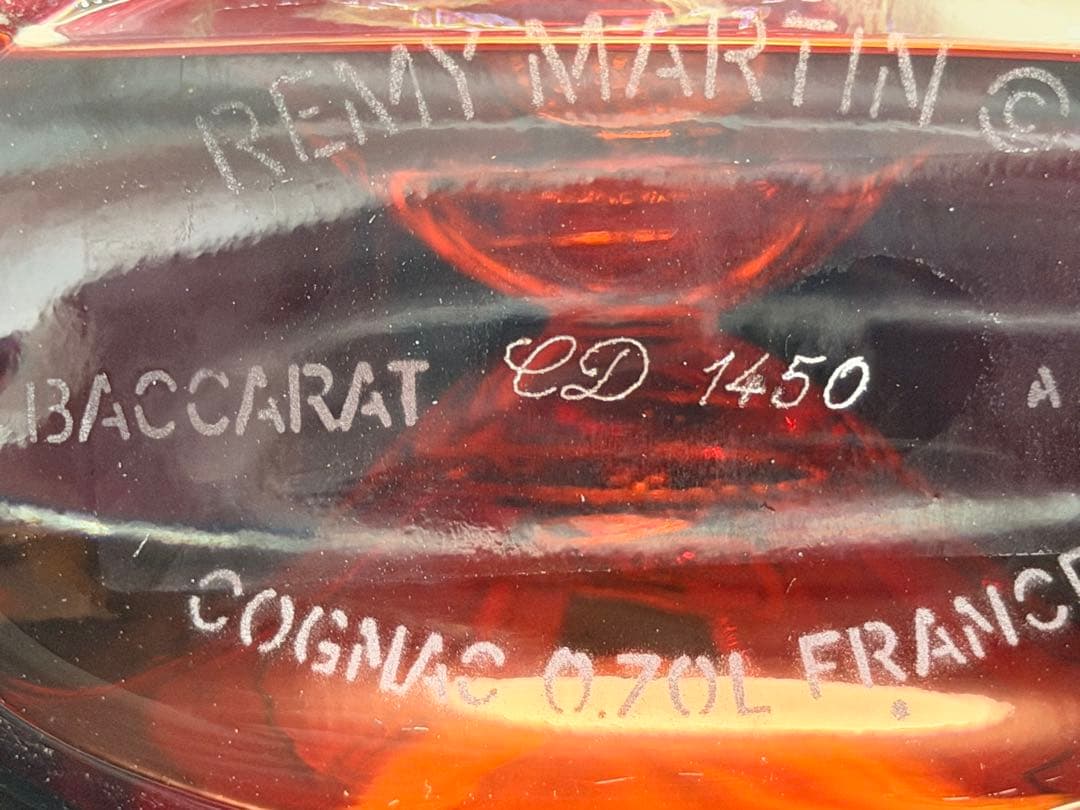 REMY MARTIN ©
BACCARAT CD 1450 A
COGNAC 0.70L FRANCE